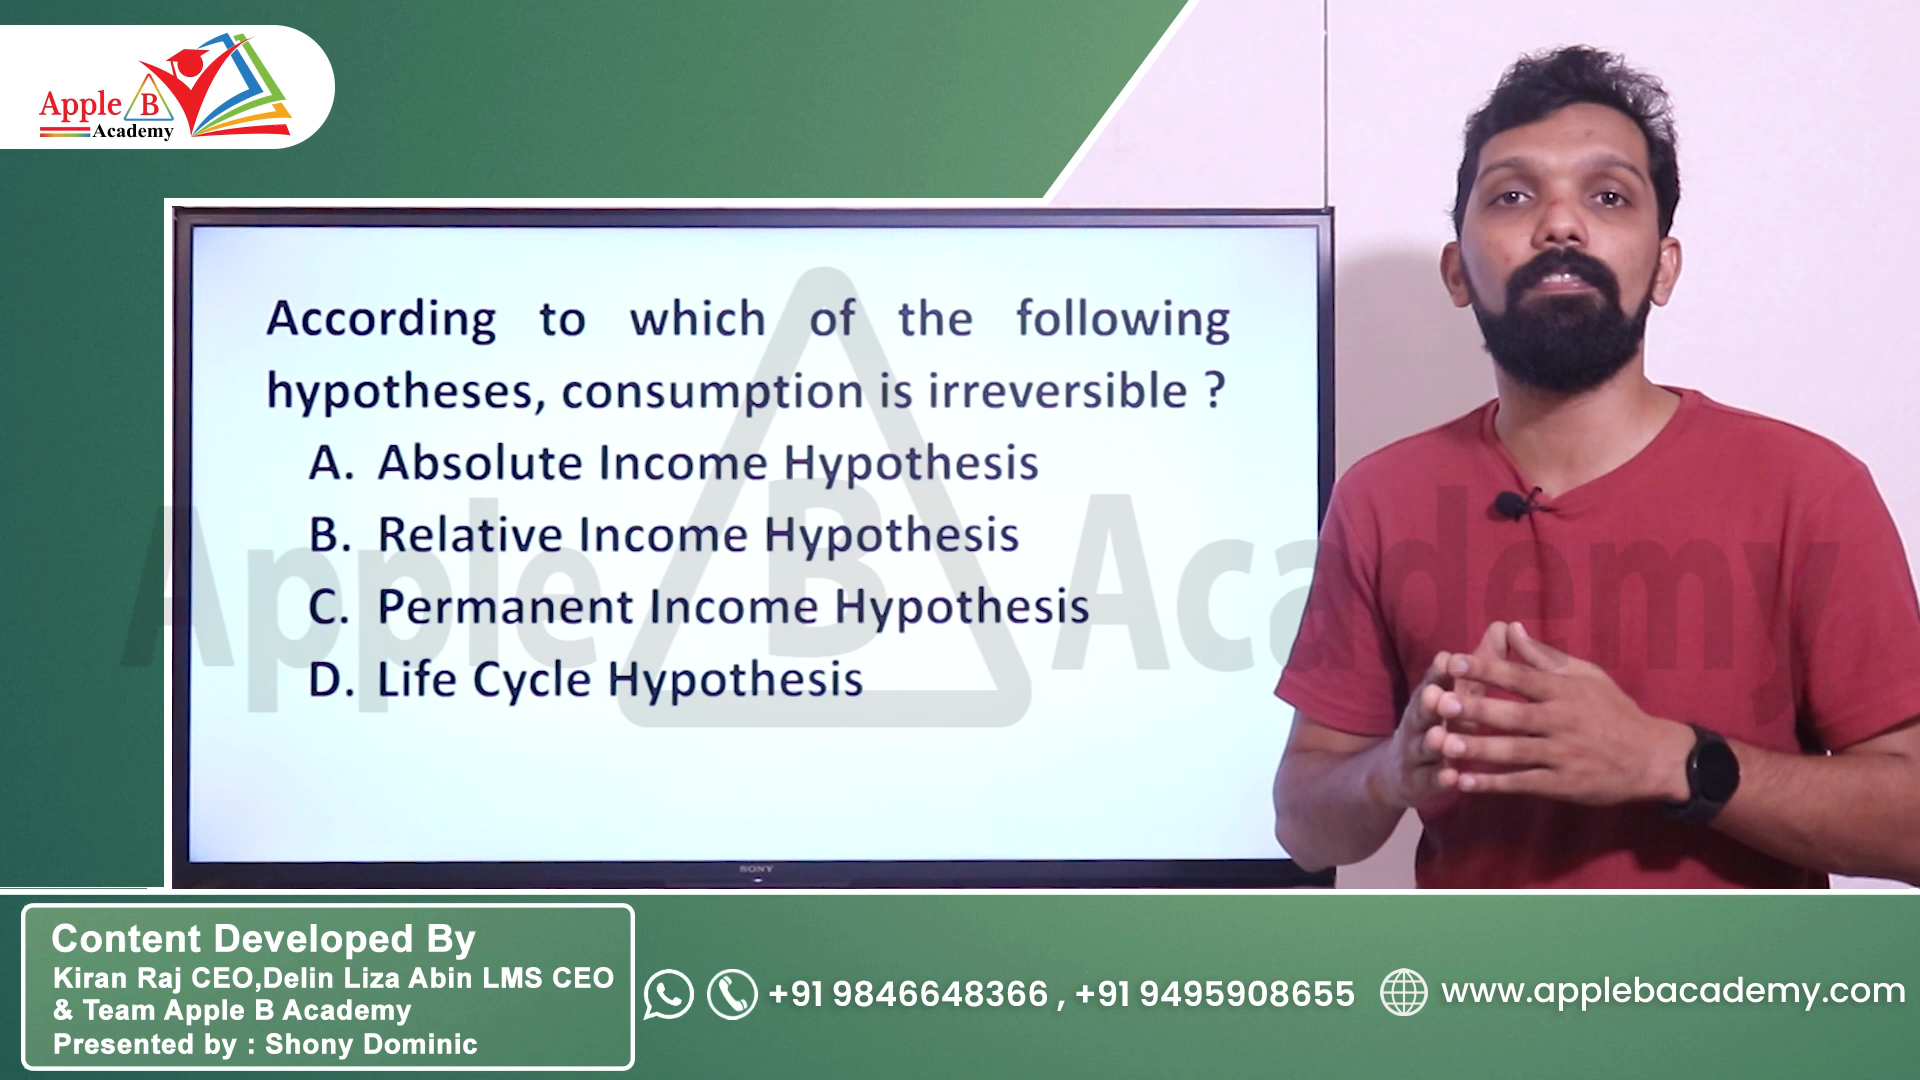 Apple B
Academy
According to which of the following
hypotheses, consumption is irreversible ?
A. Absolute Income Hypothesis
B. Relative Income Hypothesis
C. Permanent Income Hypothesis
D. Life Cycle Hypothesis
Apple B Academy
SONY
Content Developed By
Kiran Raj CEO,Delin Liza Abin LMS CEO
& Team Apple B Academy
Presented by : Shony Dominic
+91 9846648366 , +91 9495908655
www.applebacademy.com